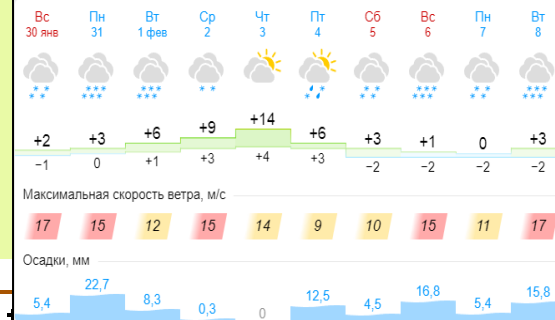 Вс Пн Вт Ср Чт Пт Сб Вс Пн Вт
30 янв 31 1 фев 2 3 4 5 6 7 8
+2 +3 +6 +9 +14 +6 +3 +1 0 +3
−1 0 +1 +3 +4 +3 −2 −2 −2 −2
Максимальная скорость ветра, м/с
17 15 12 15 14 9 10 15 11 17
Осадки, мм
5,4 22,7 8,3 0,3 0 12,5 4,5 16,8 5,4 15,8